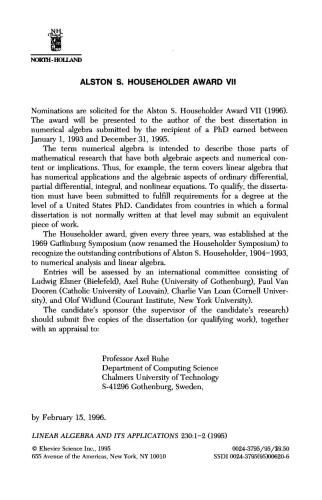 NORTH-HOLLAND
ALSTON S. HOUSEHOLDER AWARD VII
Nominations are solicited for the Alston S. Householder Award VII (1996).
The award will be presented to the author of the best dissertation in
numerical algebra submitted by the recipient of a PhD earned between
January 1, 1993 and December 31, 1995.
The term numerical algebra is intended to describe those parts of
mathematical research that have both algebraic aspects and numerical con-
tent or implications. Thus, for example, the term covers linear algebra that
has numerical applications and the algebraic aspects of ordinary differential,
partial differential, integral, and nonlinear equations. To qualify, the disserta-
tion must have been submitted to fulfill requirements for a degree at the
level of a United States PhD. Candidates from countries in which a formal
dissertation is not normally written at that level may submit an equivalent
piece of work.
The Householder award, given every three years, was established at the
1969 Gatlinburg Symposium (now renamed the Householder Symposium) to
recognize the outstanding contributions of Alston S. Householder, 1904–1993,
to numerical analysis and linear algebra.
Entries will be assessed by an international committee consisting of
Ludwig Elsner (Bielefeld), Axel Ruhe (University of Gothenburg), Paul Van
Dooren (Catholic University of Louvain), Charlie Van Loan (Cornell Univer-
sity), and Olof Widlund (Courant Institute, New York University).
The candidate's sponsor (the supervisor of the candidate's research)
should submit five copies of the dissertation (or qualifying work), together
with an appraisal to:
Professor Axel Ruhe
Department of Computing Science
Chalmers University of Technology
S-41296 Gothenburg, Sweden,
by February 15, 1996.
LINEAR ALGEBRA AND ITS APPLICATIONS 230:1–2 (1995)
© Elsevier Science Inc., 1995 0024-3795/95/$9.50
655 Avenue of the Americas, New York, NY 10010 SSDI 0024-3795(95)00620-6